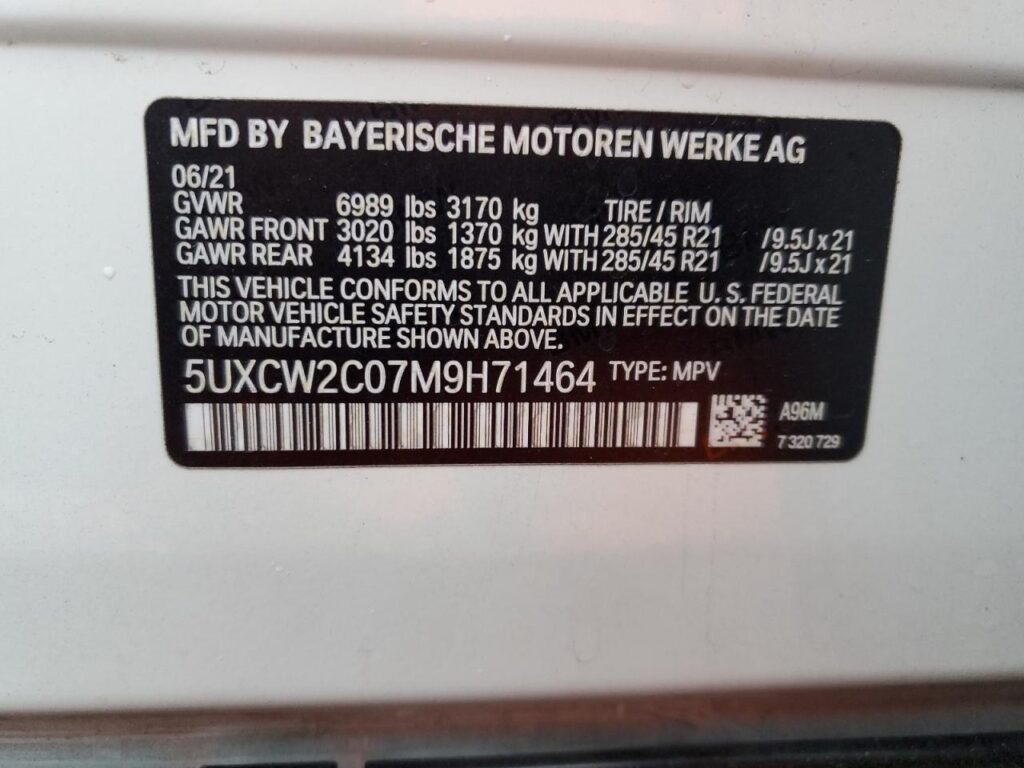 MFD BY BAYERISCHE MOTOREN WERKE AG
06/21
GVWR 6989 lbs 3170 kg TIRE / RIM
GAWR FRONT 3020 lbs 1370 kg WITH 285/45 R21 /9.5J x 21
GAWR REAR 4134 lbs 1875 kg WITH 285/45 R21 /9.5J x 21
THIS VEHICLE CONFORMS TO ALL APPLICABLE U. S. FEDERAL
MOTOR VEHICLE SAFETY STANDARDS IN EFFECT ON THE DATE
OF MANUFACTURE SHOWN ABOVE.
5UXCW2C07M9H71464 TYPE: MPV
A96M
7 320 729